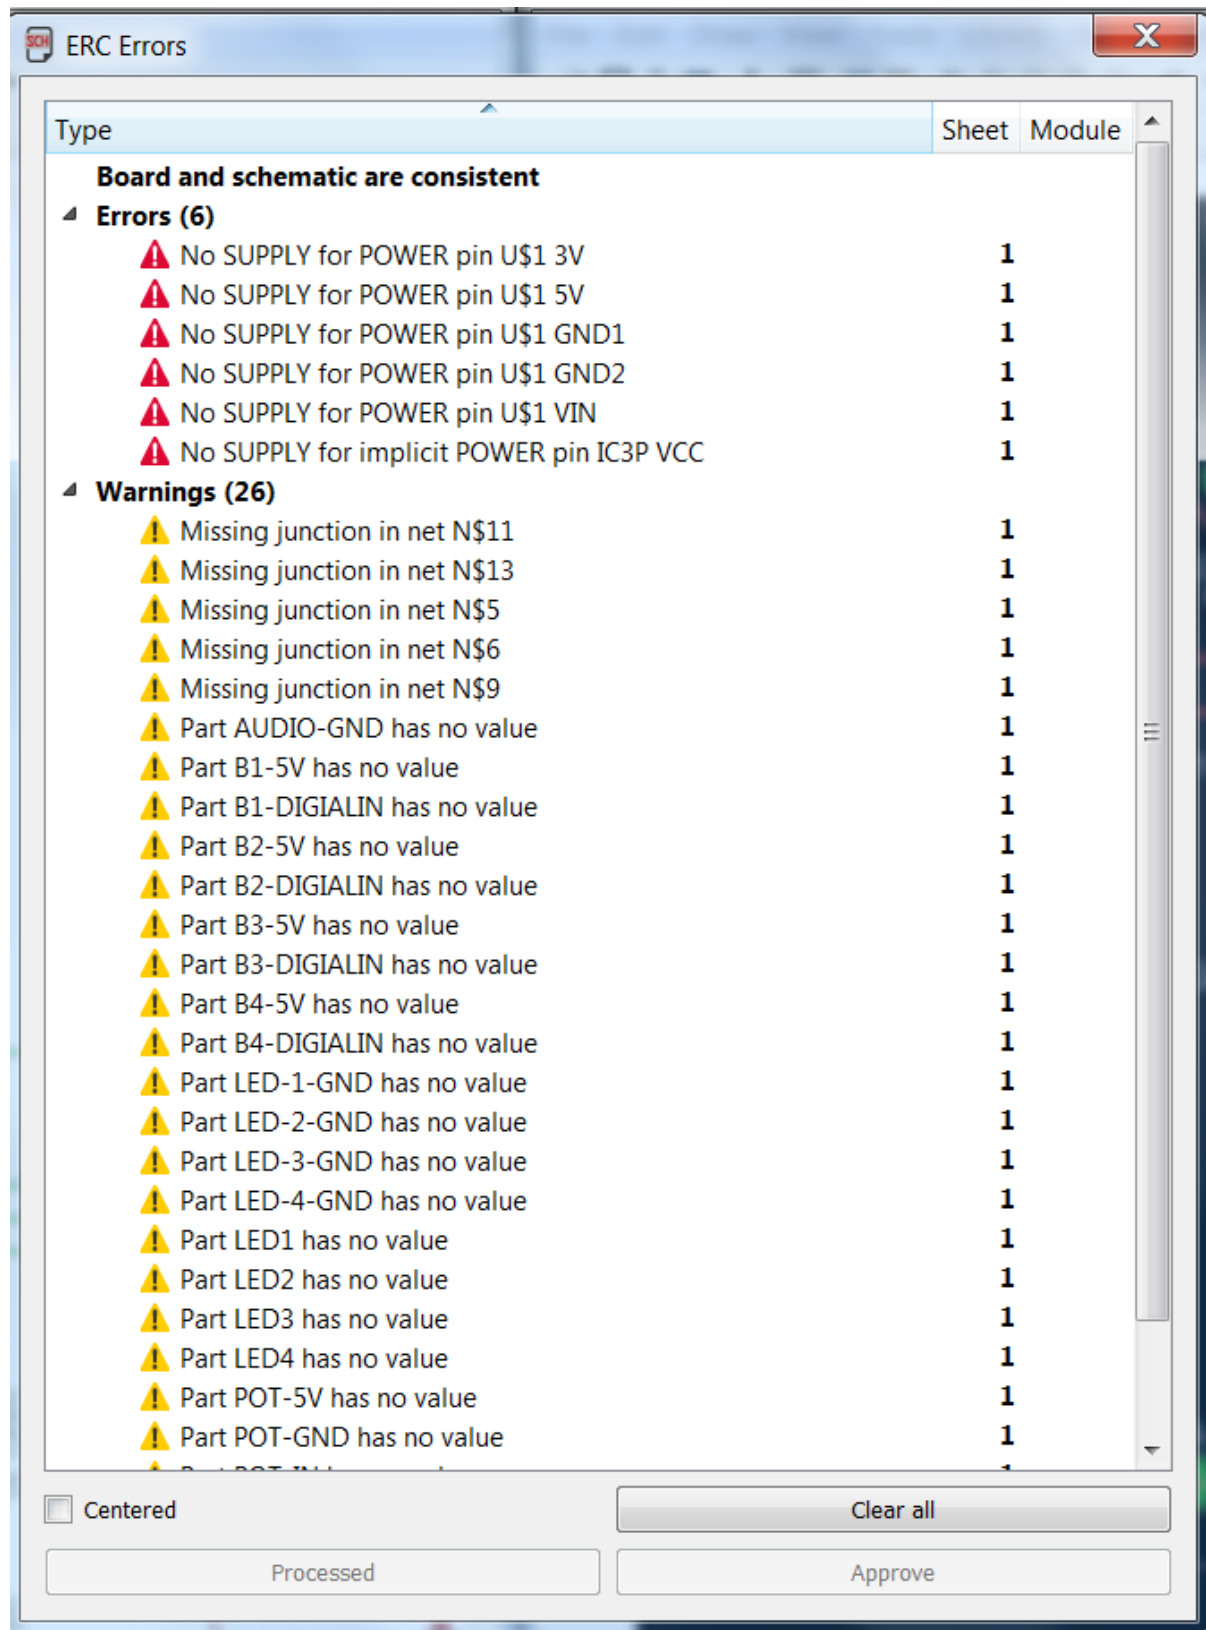 SCH ERC Errors X
Type Sheet Module
Board and schematic are consistent
Errors (6)
No SUPPLY for POWER pin U$1 3V 1
No SUPPLY for POWER pin U$1 5V 1
No SUPPLY for POWER pin U$1 GND1 1
No SUPPLY for POWER pin U$1 GND2 1
No SUPPLY for POWER pin U$1 VIN 1
No SUPPLY for implicit POWER pin IC3P VCC 1
Warnings (26)
Missing junction in net N$11 1
Missing junction in net N$13 1
Missing junction in net N$5 1
Missing junction in net N$6 1
Missing junction in net N$9 1
Part AUDIO-GND has no value 1
Part B1-5V has no value 1
Part B1-DIGIALIN has no value 1
Part B2-5V has no value 1
Part B2-DIGIALIN has no value 1
Part B3-5V has no value 1
Part B3-DIGIALIN has no value 1
Part B4-5V has no value 1
Part B4-DIGIALIN has no value 1
Part LED-1-GND has no value 1
Part LED-2-GND has no value 1
Part LED-3-GND has no value 1
Part LED-4-GND has no value 1
Part LED1 has no value 1
Part LED2 has no value 1
Part LED3 has no value 1
Part LED4 has no value 1
Part POT-5V has no value 1
Part POT-GND has no value 1
Centered Clear all
Processed Approve